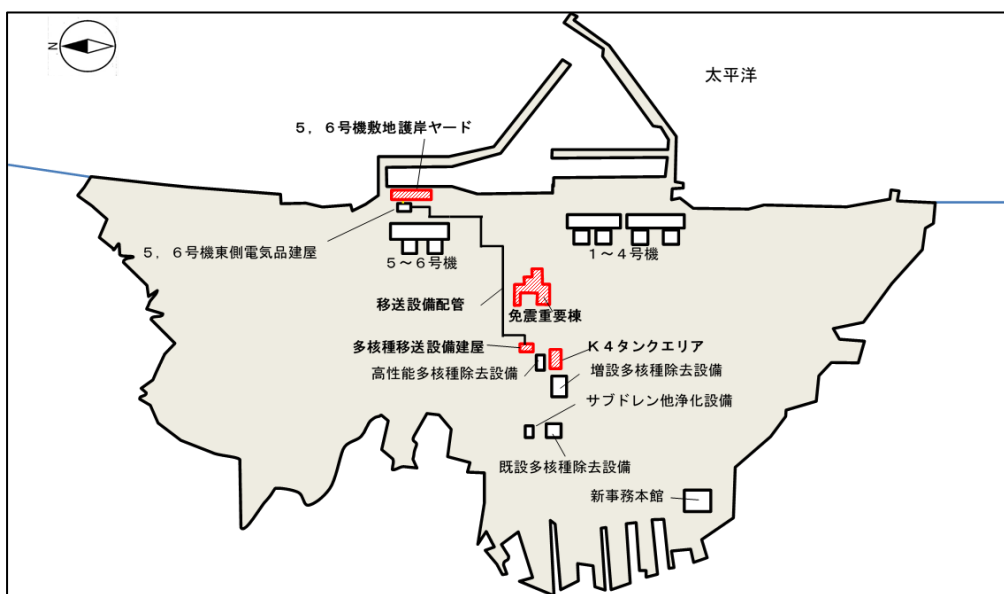 N
太平洋
５，６号機敷地護岸ヤード
５，６号機東側電気品建屋
５～６号機
１～４号機
移送設備配管
免震重要棟
多核種移送設備建屋
Ｋ４タンクエリア
高性能多核種除去設備
増設多核種除去設備
サブドレン他浄化設備
既設多核種除去設備
新事務本館